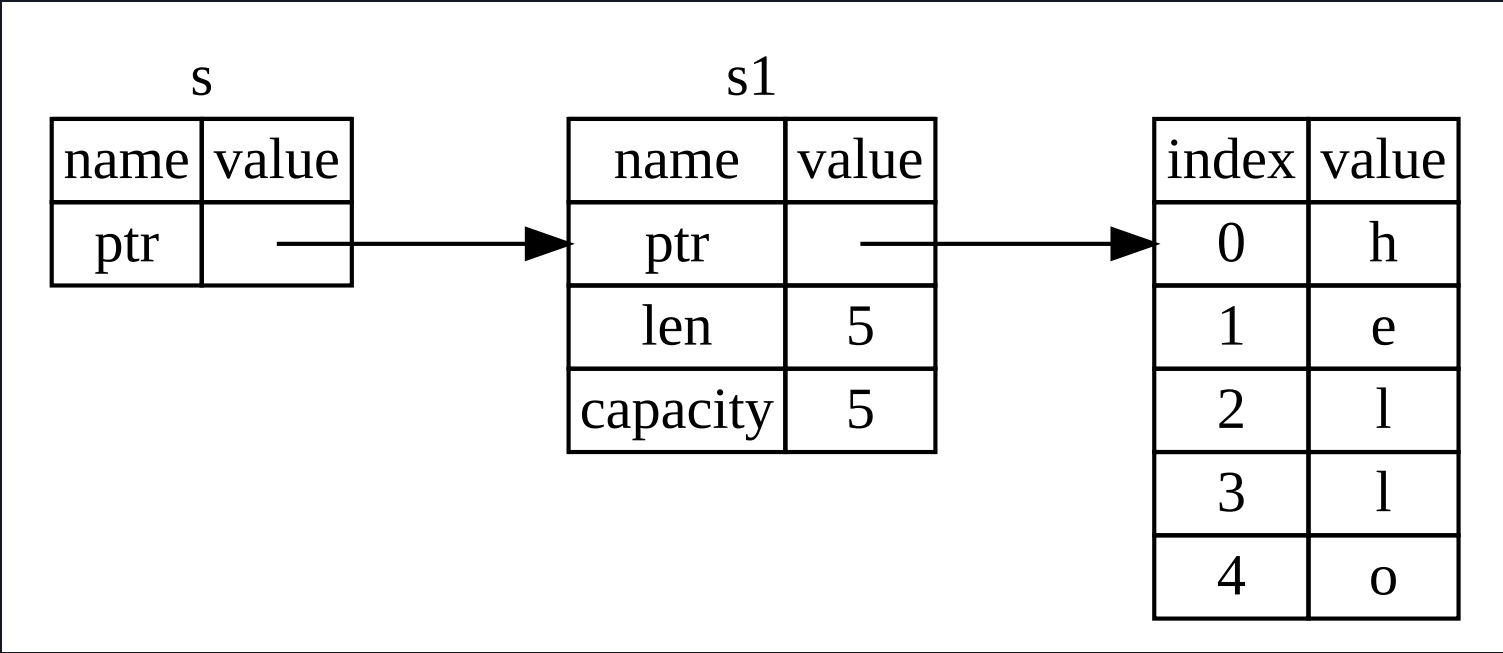 s
name value
ptr
s1
name value
ptr
len 5
capacity 5
index value
0 h
1 e
2 l
3 l
4 o